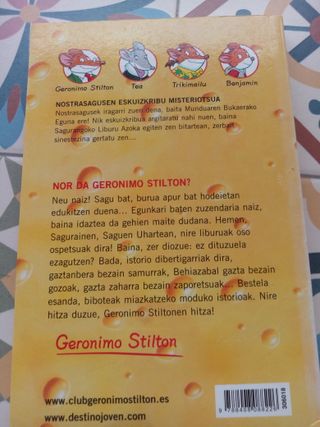 Geronimo Stilton
Tea
Trikimailu
Benjamin
NOSTRASAGUSEN ESKUIZKRIBU MISTERIOTSUA
Nostrasagusek iragarri zuen dena, baita Munduaren Bukaerako
Eguna ere! Nik eskuizkribua argitaratu nahi nuen, baina
Sagurangoko Liburu Azoka egiten zen bitartean, zerbait
sinestezina gertatu zen....
NOR DA GERONIMO STILTON?
Neu naiz! Sagu bat, burua apur bat hodeietan
edukitzen duena... Egunkari baten zuzendaria naiz,
baina idaztea da gehien maite dudana. Hemen,
Sagurainen, Saguen Uhartean, nire liburuak oso
ospetsuak dira! Baina, zer diozue: ez dituzuela
ezagutzen? Bada, istorio dibertigarriak dira,
gaztanbera bezain samurrak, Behiazabal gazta bezain
gozoak, gazta zaharra bezain zaporetsuak... Bestela
esanda, biboteak miazkatzeko moduko istorioak. Nire
hitza duzue, Geronimo Stiltonen hitza!
Geronimo Stilton
www.clubgeronimostilton.es
www.destinojoven.com
306018
9 788408 088226